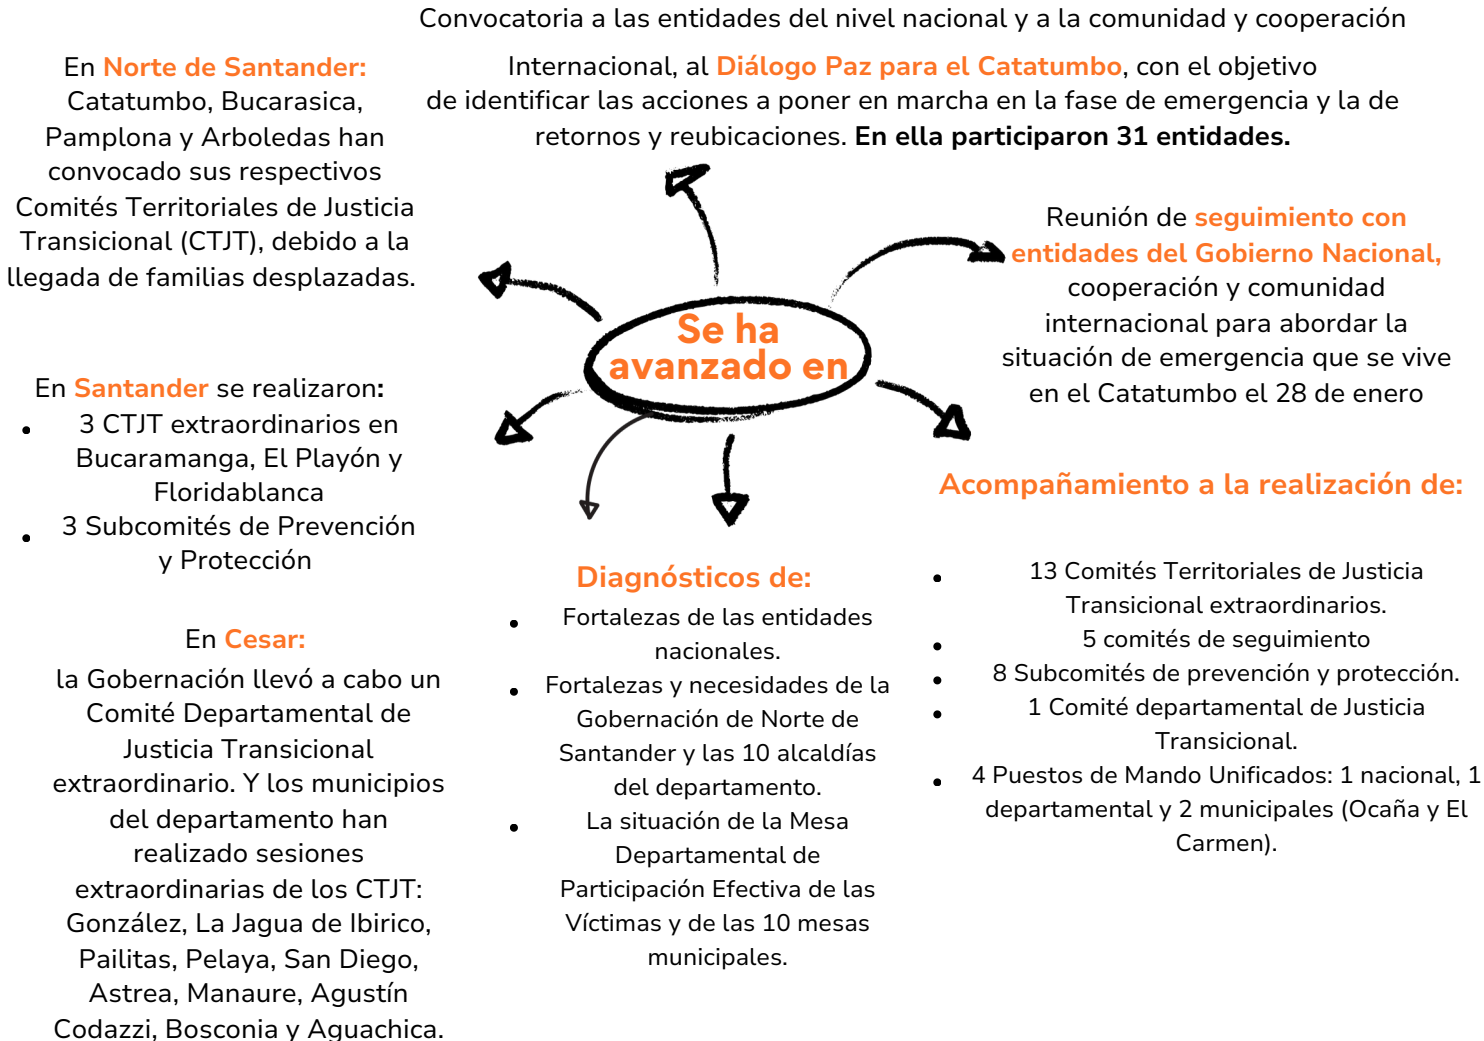 Convocatoria a las entidades del nivel nacional y a la comunidad y cooperación
Internacional, al Diálogo Paz para el Catatumbo, con el objetivo
de identificar las acciones a poner en marcha en la fase de emergencia y la de
retornos y reubicaciones. En ella participaron 31 entidades.
En Norte de Santander:
Catatumbo, Bucarasica,
Pamplona y Arboledas han
convocado sus respectivos
Comités Territoriales de Justicia
Transicional (CTJT), debido a la
llegada de familias desplazadas.
Reunión de seguimiento con
entidades del Gobierno Nacional,
cooperación y comunidad
internacional para abordar la
situación de emergencia que se vive
en el Catatumbo el 28 de enero
Se ha
avanzado en
En Santander se realizaron:
• 3 CTJT extraordinarios en
Bucaramanga, El Playón y
Floridablanca
• 3 Subcomités de Prevención
y Protección
En Cesar:
la Gobernación llevó a cabo un
Comité Departamental de
Justicia Transicional
extraordinario. Y los municipios
del departamento han
realizado sesiones
extraordinarias de los CTJT:
González, La Jagua de Ibirico,
Pailitas, Pelaya, San Diego,
Astrea, Manaure, Agustín
Codazzi, Bosconia y Aguachica.
Diagnósticos de:
• Fortalezas de las entidades
nacionales.
• Fortalezas y necesidades de la
Gobernación de Norte de
Santander y las 10 alcaldías
del departamento.
• La situación de la Mesa
Departamental de
Participación Efectiva de las
Víctimas y de las 10 mesas
municipales.
Acompañamiento a la realización de:
• 13 Comités Territoriales de Justicia
Transicional extraordinarios.
• 5 comités de seguimiento
• 8 Subcomités de prevención y protección.
• 1 Comité departamental de Justicia
Transicional.
• 4 Puestos de Mando Unificados: 1 nacional, 1
departamental y 2 municipales (Ocaña y El
Carmen).